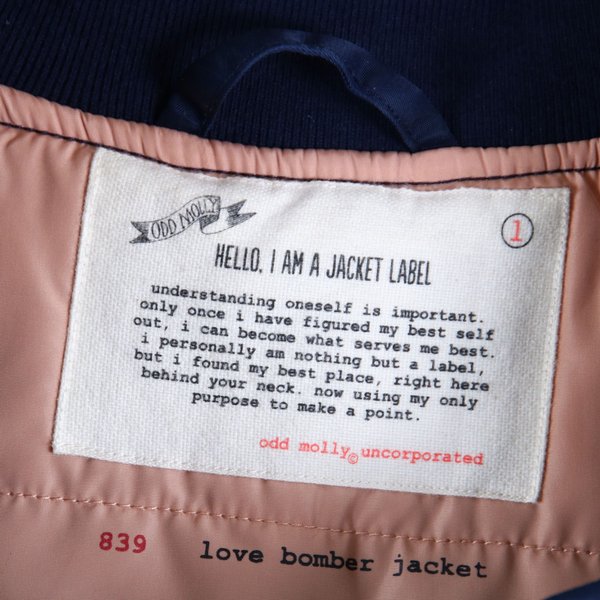 ODD MOLLY
1
HELLO, I AM A JACKET LABEL
understanding oneself is important.
only once i have figured my best self
out, i can become what serves me best.
i personally am nothing but a label,
but i found my best place, right here
behind your neck. now using my only
purpose to make a point.
odd molly© uncorporated
839 love bomber jacket